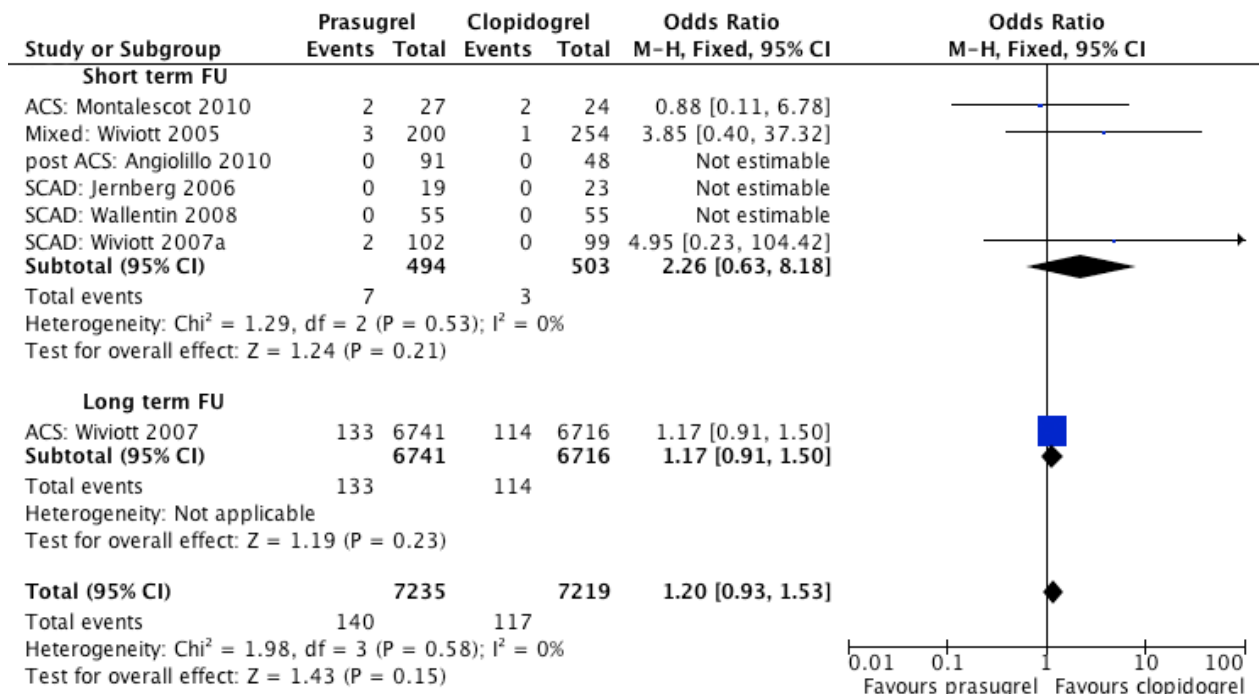 Prasugrel Clopidogrel Odds Ratio Odds Ratio
Study or Subgroup Events Total Events Total M-H, Fixed, 95% CI M-H, Fixed, 95% CI
Short term FU
ACS: Montalescot 2010 2 27 2 24 0.88 [0.11, 6.78]
Mixed: Wiviott 2005 3 200 1 254 3.85 [0.40, 37.32]
post ACS: Angiolillo 2010 0 91 0 48 Not estimable
SCAD: Jernberg 2006 0 19 0 23 Not estimable
SCAD: Wallentin 2008 0 55 0 55 Not estimable
SCAD: Wiviott 2007a 2 102 0 99 4.95 [0.23, 104.42]
Subtotal (95% CI) 494 503 2.26 [0.63, 8.18]
Total events 7 3
Heterogeneity: Chi² = 1.29, df = 2 (P = 0.53); I² = 0%
Test for overall effect: Z = 1.24 (P = 0.21)
Long term FU
ACS: Wiviott 2007 133 6741 114 6716 1.17 [0.91, 1.50]
Subtotal (95% CI) 6741 6716 1.17 [0.91, 1.50]
Total events 133 114
Heterogeneity: Not applicable
Test for overall effect: Z = 1.19 (P = 0.23)
Total (95% CI) 7235 7219 1.20 [0.93, 1.53]
Total events 140 117
Heterogeneity: Chi² = 1.98, df = 3 (P = 0.58); I² = 0%
Test for overall effect: Z = 1.43 (P = 0.15)
0.01 0.1 1 10 100
Favours prasugrel Favours clopidogrel